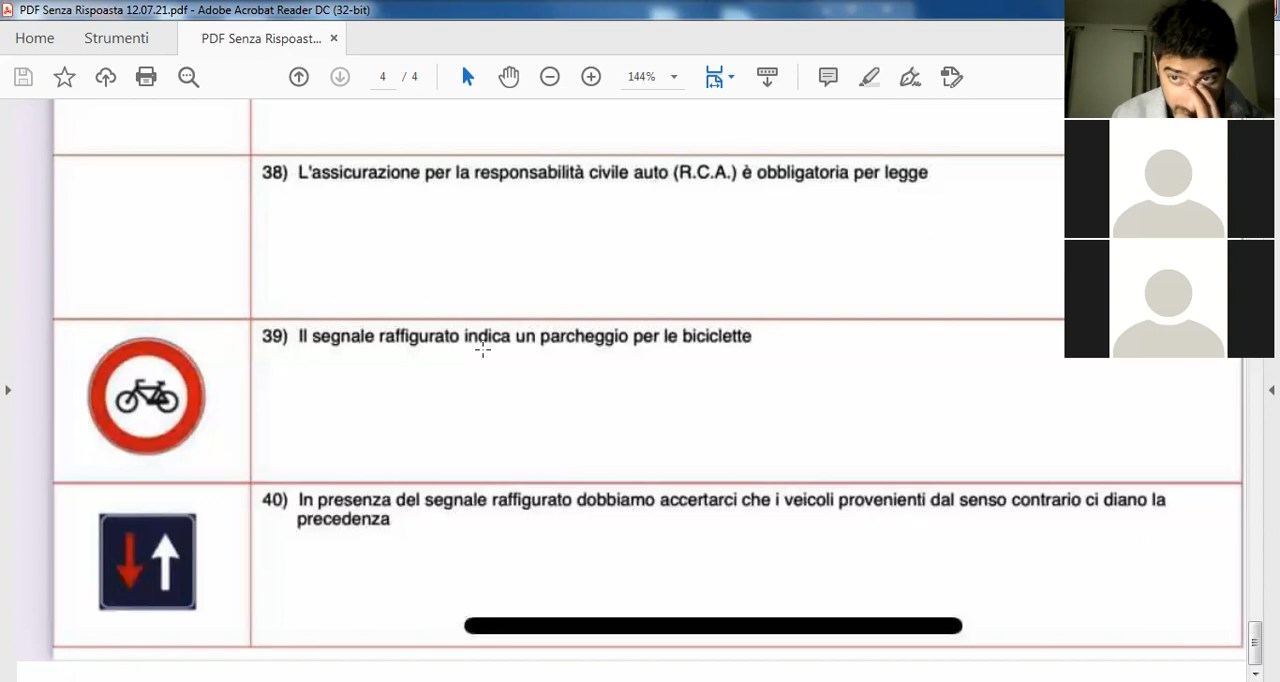 PDF Senza Rispoasta 12.07.21.pdf - Adobe Acrobat Reader DC (32-bit)
Home Strumenti PDF Senza Rispoast... ×
4 / 4 144%
38) L'assicurazione per la responsabilità civile auto (R.C.A.) è obbligatoria per legge
39) Il segnale raffigurato indica un parcheggio per le biciclette
40) In presenza del segnale raffigurato dobbiamo accertarci che i veicoli provenienti dal senso contrario ci diano la
precedenza